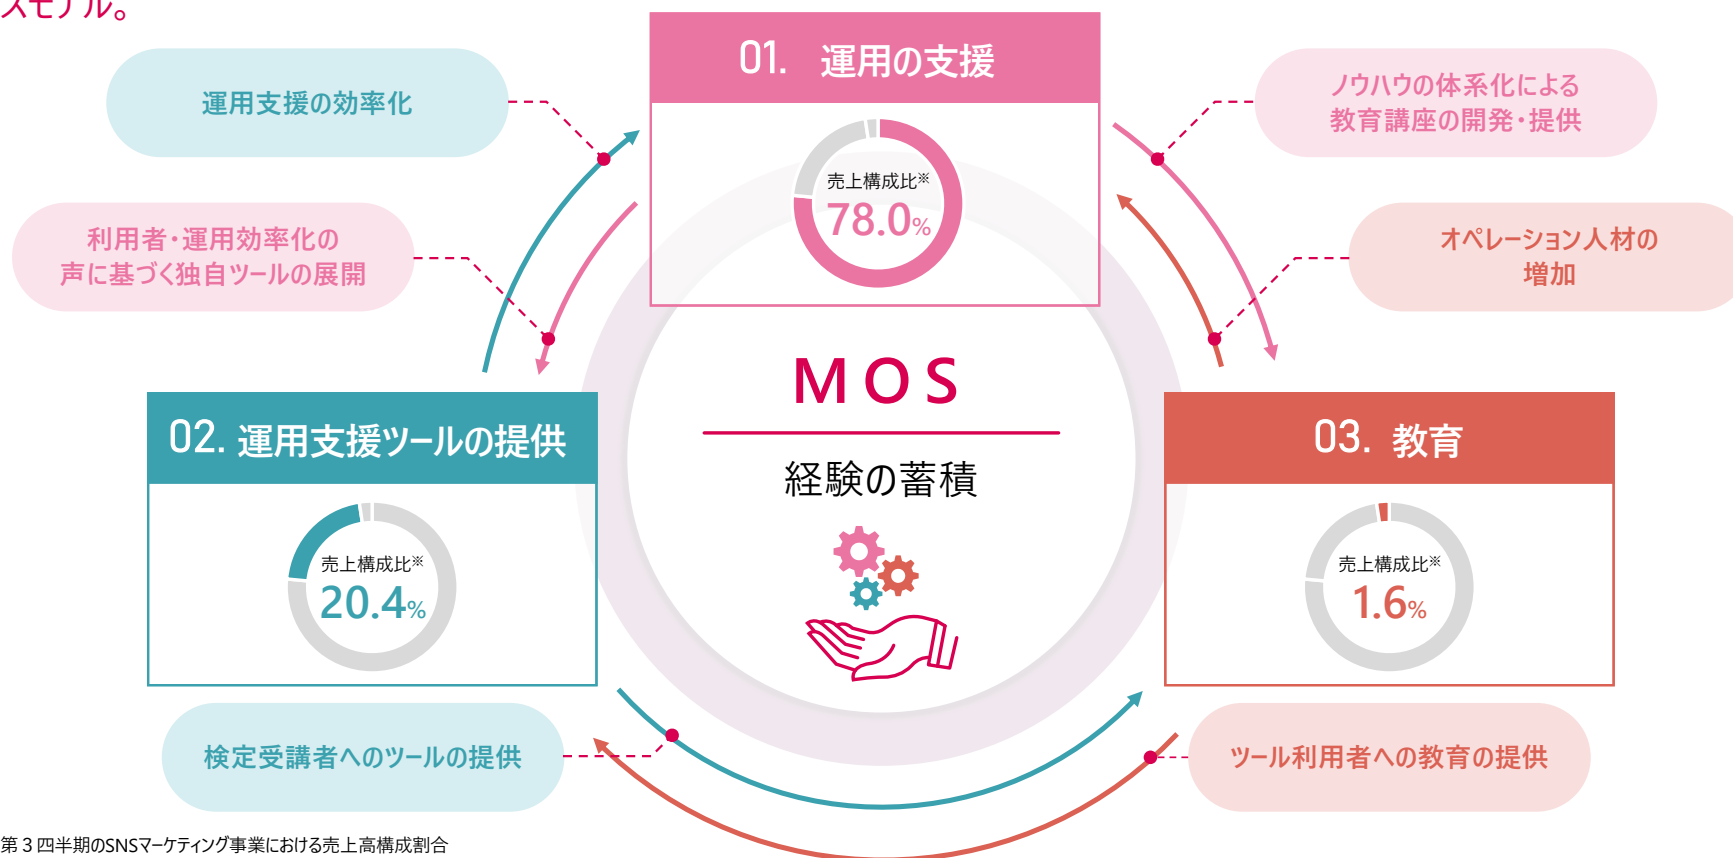 スモデル。
01. 運用の支援
売上構成比※
78.0%
運用支援の効率化
利用者・運用効率化の
声に基づく独自ツールの展開
ノウハウの体系化による
教育講座の開発・提供
オペレーション人材の
増加
MOS
経験の蓄積
02. 運用支援ツールの提供
売上構成比※
20.4%
03. 教育
売上構成比※
1.6%
検定受講者へのツールの提供
ツール利用者への教育の提供
第3四半期のSNSマーケティング事業における売上高構成割合